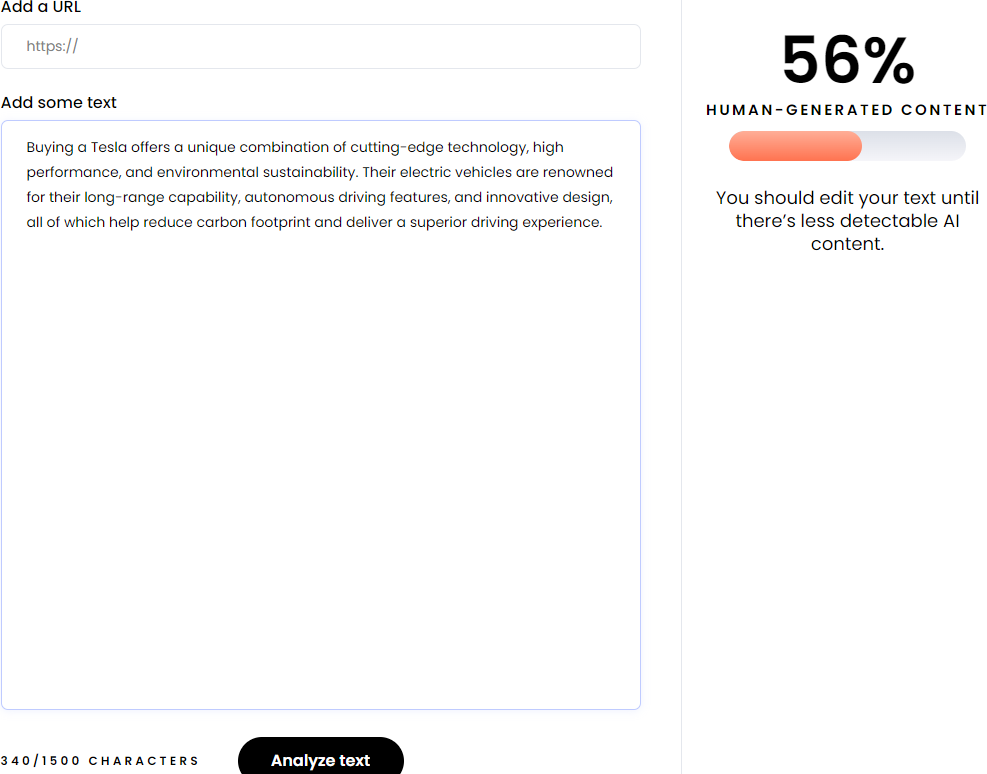 Add a URL
https://
Add some text
Buying a Tesla offers a unique combination of cutting-edge technology, high
performance, and environmental sustainability. Their electric vehicles are renowned
for their long-range capability, autonomous driving features, and innovative design,
all of which help reduce carbon footprint and deliver a superior driving experience.
340/1500 CHARACTERS
Analyze text
56%
HUMAN-GENERATED CONTENT
You should edit your text until
there’s less detectable AI
content.